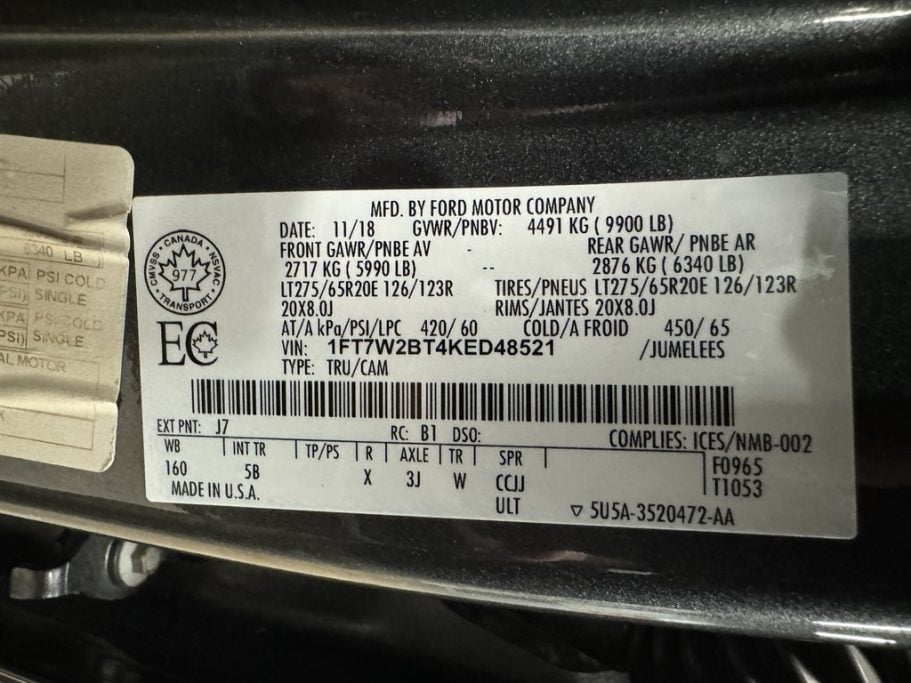 MFD. BY FORD MOTOR COMPANY
DATE: 11/18 GVWR/PNBV: 4491 KG ( 9900 LB)
FRONT GAWR/PNBE AV REAR GAWR/ PNBE AR
2717 KG ( 5990 LB) -- 2876 KG ( 6340 LB)
LT275/65R20E 126/123R TIRES/PNEUS LT275/65R20E 126/123R
20X8.0J RIMS/JANTES 20X8.0J
AT/A kPa/PSI/LPC 420/ 60 COLD/A FROID 450/ 65
VIN: 1FT7W2BT4KED48521 /JUMELEES
TYPE: TRU/CAM
CANADA
CMVSS 977 NSVAC
TRANSPORT
EC
EXT PNT: J7 RC: B1 DSO: COMPLIES: ICES/NMB-002
WB INT TR TP/PS R AXLE TR SPR F0965
160 5B X 3J W CCJJ T1053
MADE IN U.S.A. ULT ▽ 5U5A-3520472-AA
6340 LB)
KPA PSI COLD
PSI) SINGLE
KPA PSI COLD
PSI) SINGLE
AL MOTOR